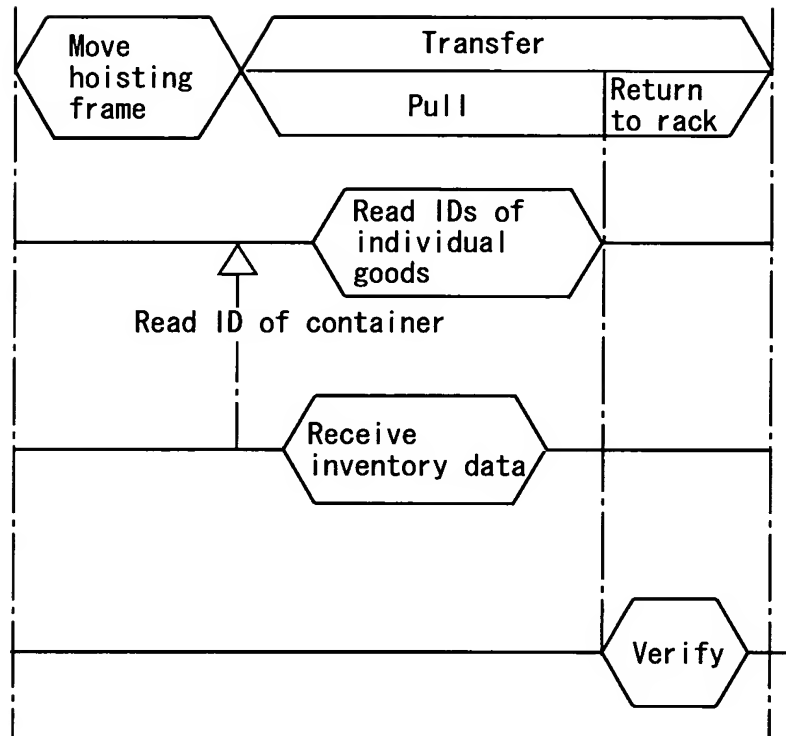 Move
hoisting
frame
Transfer
Pull
Return
to rack
Read IDs of
individual
goods
Read ID of container
Receive
inventory data
Verify